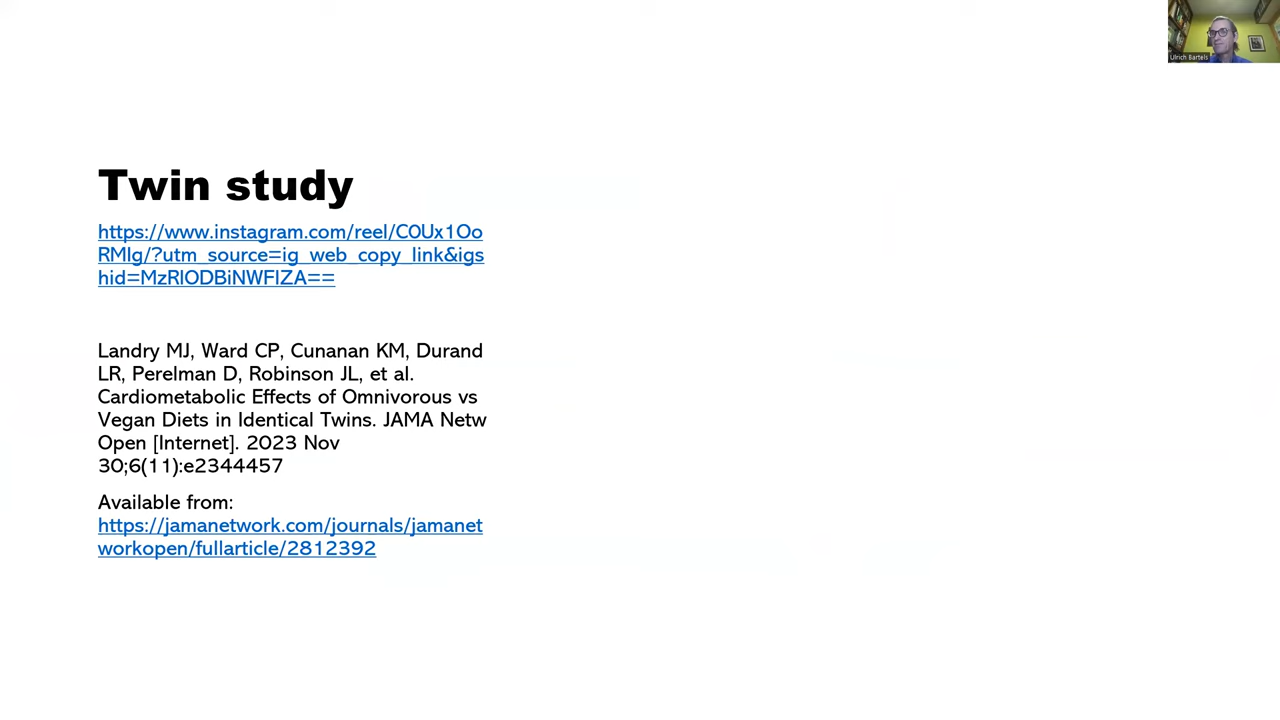 Ulrich Bartels
Twin study
https://www.instagram.com/reel/C0Ux1Oo
RMIg/?utm_source=ig_web_copy_link&igs
hid=MzRlODBiNWFlZA==
Landry MJ, Ward CP, Cunanan KM, Durand
LR, Perelman D, Robinson JL, et al.
Cardiometabolic Effects of Omnivorous vs
Vegan Diets in Identical Twins. JAMA Netw
Open [Internet]. 2023 Nov
30;6(11):e2344457
Available from:
https://jamanetwork.com/journals/jamanet
workopen/fullarticle/2812392